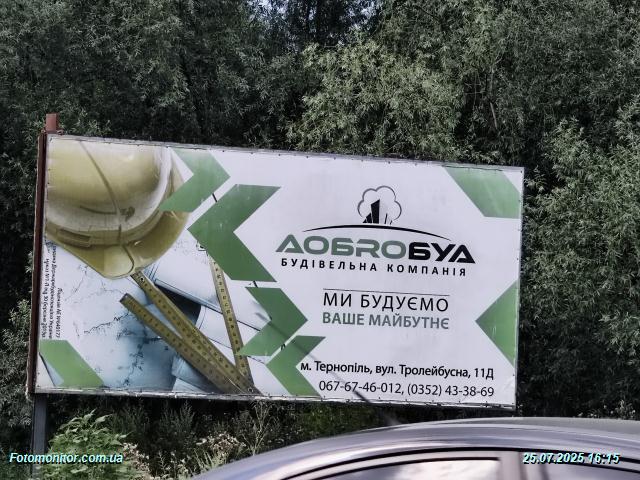 ДОБРОБУД
БУДІВЕЛЬНА КОМПАНІЯ
МИ БУДУЄМО
ВАШЕ МАЙБУТНЄ
м. Тернопіль, вул. Тролейбусна, 11Д
067-67-46-012, (0352) 43-38-69
Fotomonitor.com.ua
25.07.2025 16:15